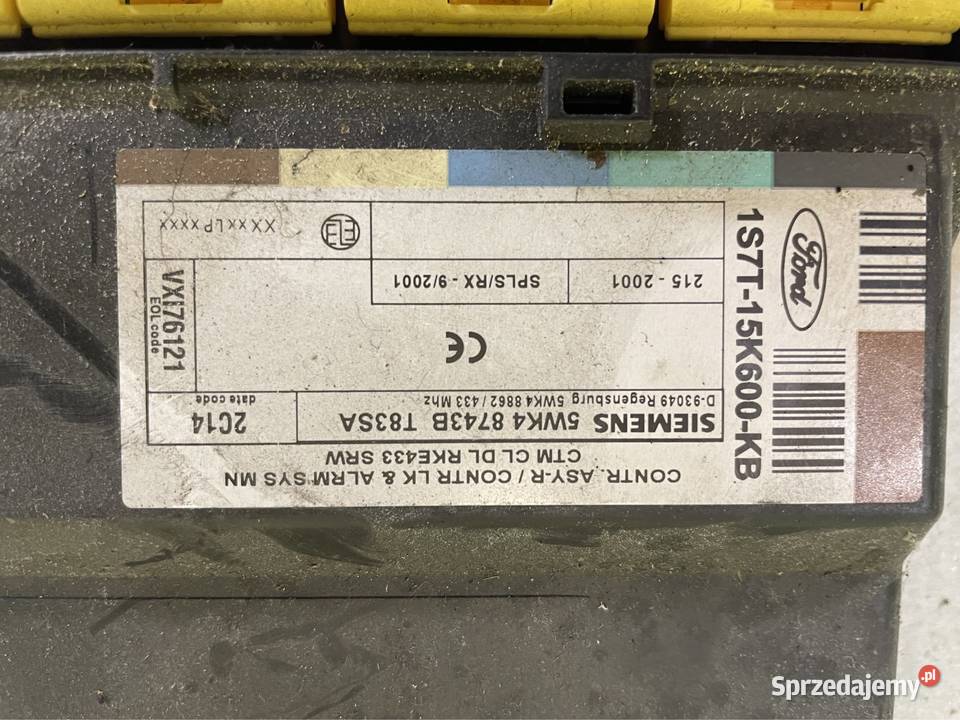 CONTR. ASY-R / CONTR LK & ALRM SYS MN
CTM CL DL RKE433 SRW
SIEMENS 5WK4 8743B T83SA
D-93049 Regensburg 5WK4 8862 / 433 Mhz
2C14
date code
CE
EOL code
VXI76121
215 - 2001
SPLS/RX - 9/2001
XXxxLPxxxx
Ford
1S7T-15K600-KB
Sprzedajemy.pl